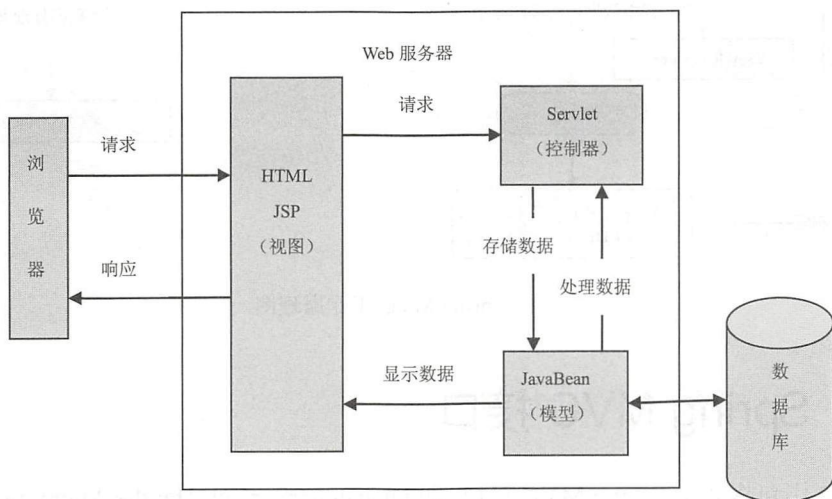 Web 服务器
浏览器
请求
响应
HTML
JSP
（视图）
请求
Servlet
（控制器）
存储数据
处理数据
显示数据
JavaBean
（模型）
数据库